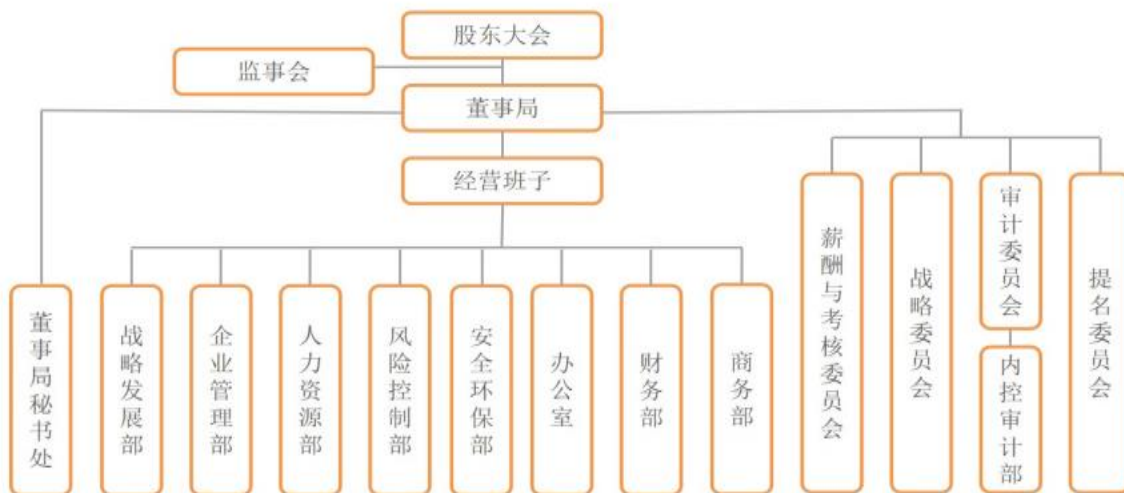 股东大会
监事会
董事局
经营班子
董事局秘书处
战略发展部
企业管理部
人力资源部
风险控制部
安全环保部
办公室
财务部
商务部
薪酬与考核委员会
战略委员会
审计委员会
内控审计部
提名委员会